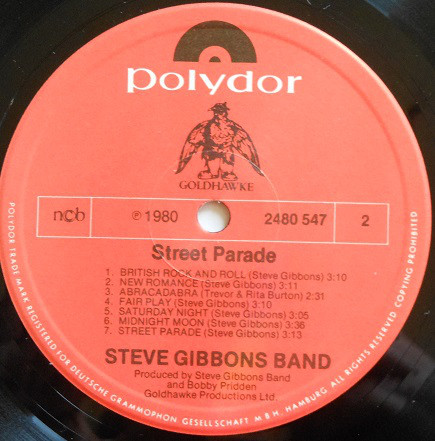 polydor
GOLDHAWKE
ncb ℗ 1980 2480 547 2
Street Parade
1. BRITISH ROCK AND ROLL (Steve Gibbons) 3:10
2. NEW ROMANCE (Steve Gibbons) 3:11
3. ABRACADABRA (Trevor & Rita Burton) 2:31
4. FAIR PLAY (Steve Gibbons) 3:10
5. SATURDAY NIGHT (Steve Gibbons) 3:05
6. MIDNIGHT MOON (Steve Gibbons) 3:36
7. STREET PARADE (Steve Gibbons) 3:13
STEVE GIBBONS BAND
Produced by Steve Gibbons Band
and Bobby Pridden
Goldhawke Productions Ltd.
POLYDOR TRADE MARK REGISTERED FOR DEUTSCHE GRAMMOPHON GESELLSCHAFT M B H. HAMBURG ALL RIGHTS RESERVED COPYING PROHIBITED